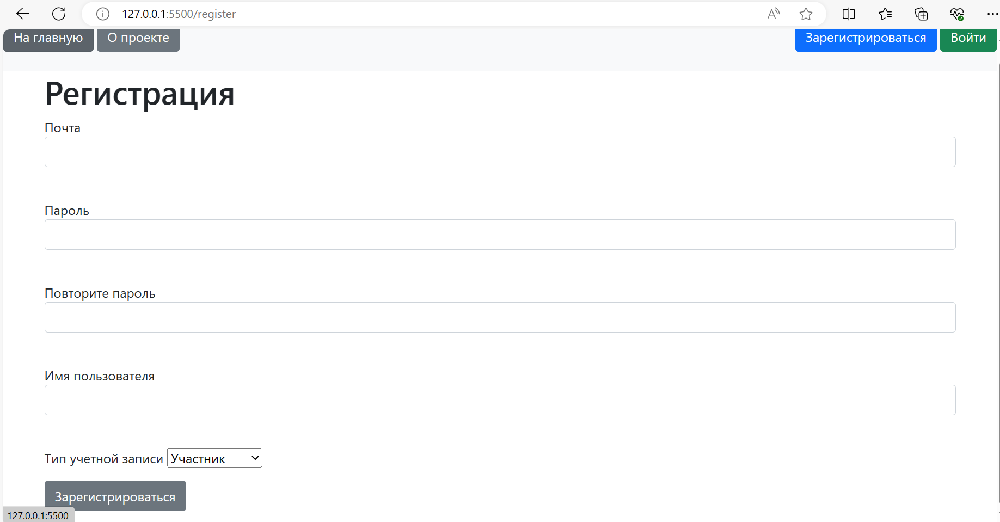 127.0.0.1:5500/register
На главную О проекте Зарегистрироваться Войти
Регистрация
Почта
Пароль
Повторите пароль
Имя пользователя
Тип учетной записи Участник
Зарегистрироваться
127.0.0.1:5500